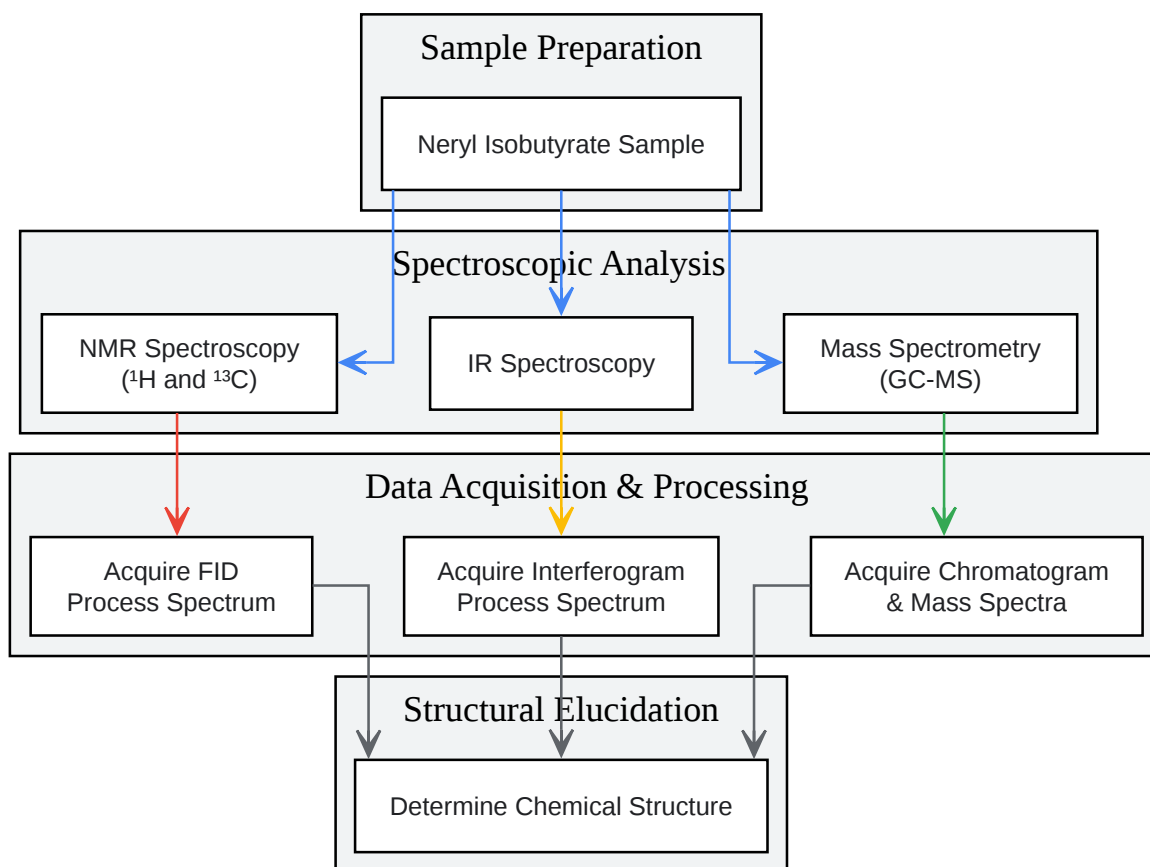 Sample Preparation
Neryl Isobutyrate Sample
Spectroscopic Analysis
NMR Spectroscopy
(¹H and ¹³C)
IR Spectroscopy
Mass Spectrometry
(GC-MS)
Data Acquisition & Processing
Acquire FID
Process Spectrum
Acquire Interferogram
Process Spectrum
Acquire Chromatogram
& Mass Spectra
Structural Elucidation
Determine Chemical Structure